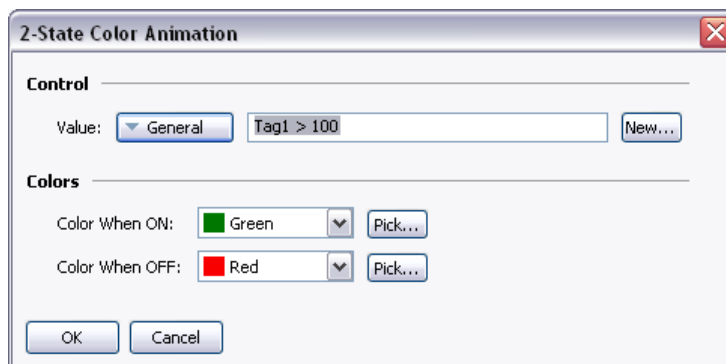 2-State Color Animation
Control
Value: General Tag1 > 100 New...
Colors
Color When ON: Green Pick...
Color When OFF: Red Pick...
OK Cancel